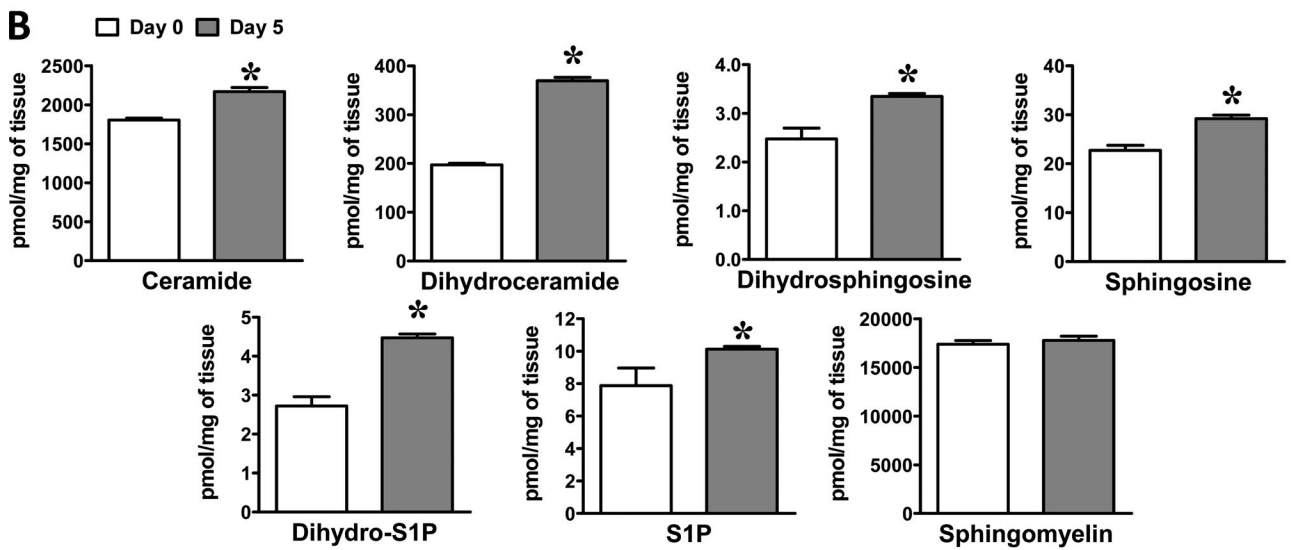 B
Day 0 Day 5
pmol/mg of tissue
2500
2000
1500
1000
500
0
*
Ceramide
pmol/mg of tissue
400
300
200
100
0
*
Dihydroceramide
pmol/mg of tissue
4.0
3.0
2.0
1.0
0.0
*
Dihydrosphingosine
pmol/mg of tissue
40
30
20
10
0
*
Sphingosine
pmol/mg of tissue
5
4
3
2
1
0
*
Dihydro-S1P
pmol/mg of tissue
12
10
8
6
4
2
0
*
S1P
pmol/mg of tissue
20000
15000
10000
5000
0
Sphingomyelin